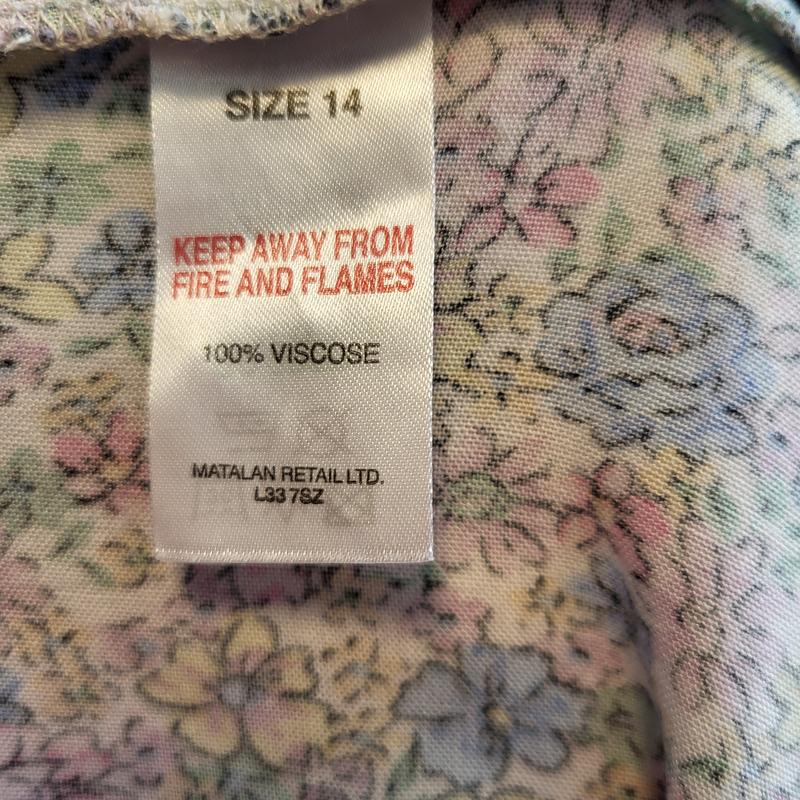 SIZE 14
KEEP AWAY FROM
FIRE AND FLAMES
100% VISCOSE
MATALAN RETAIL LTD.
L33 7SZ